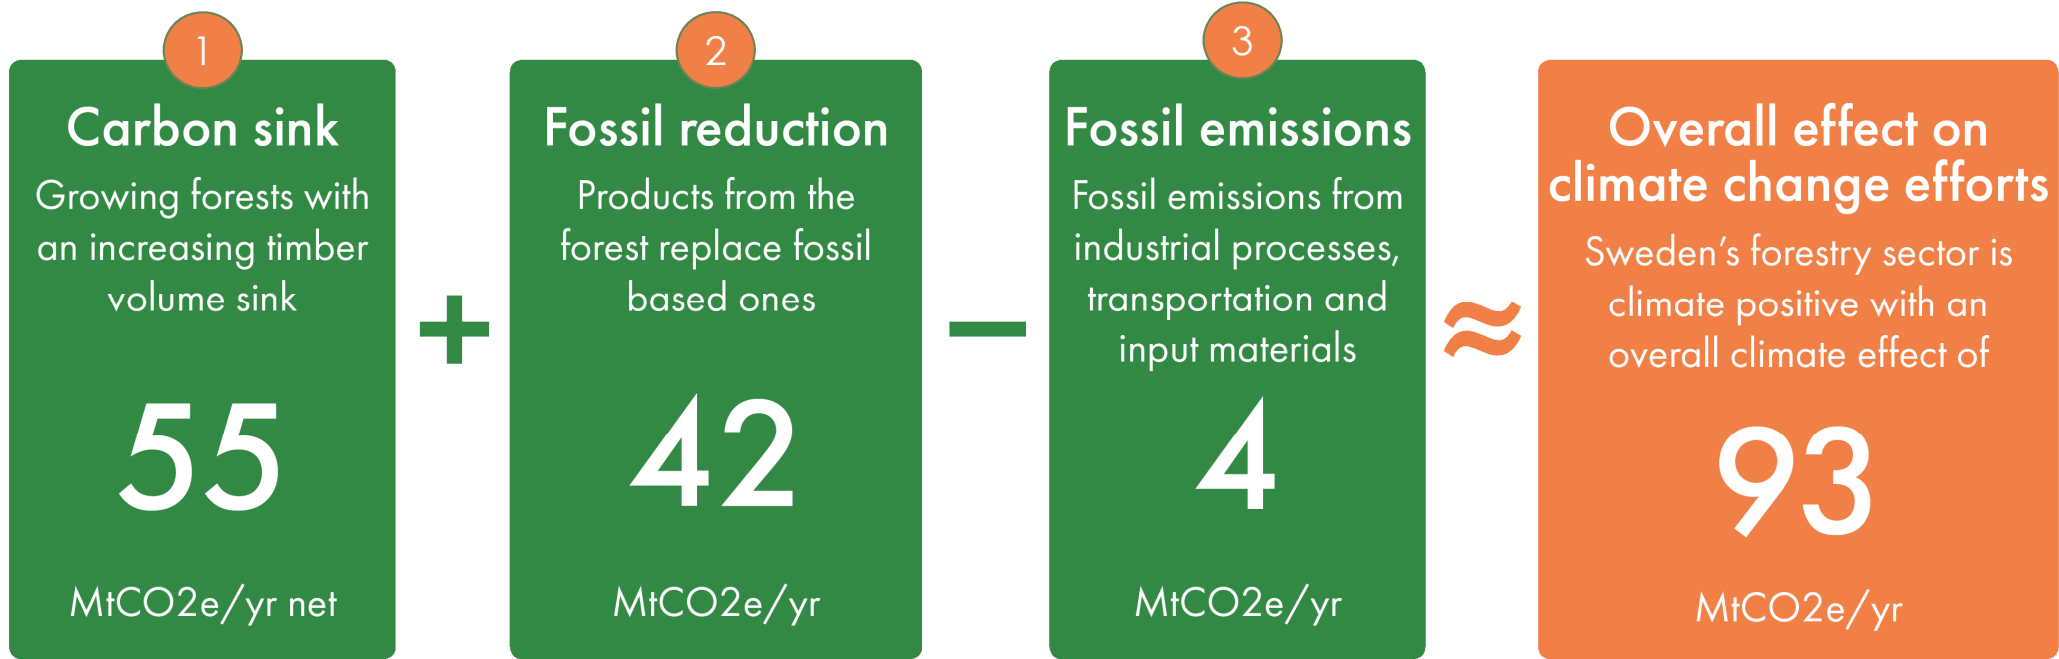 1
Carbon sink
Growing forests with
an increasing timber
volume sink
55
MtCO2e/yr net
+
2
Fossil reduction
Products from the
forest replace fossil
based ones
42
MtCO2e/yr
−
3
Fossil emissions
Fossil emissions from
industrial processes,
transportation and
input materials
4
MtCO2e/yr
≈
Overall effect on
climate change efforts
Sweden’s forestry sector is
climate positive with an
overall climate effect of
93
MtCO2e/yr